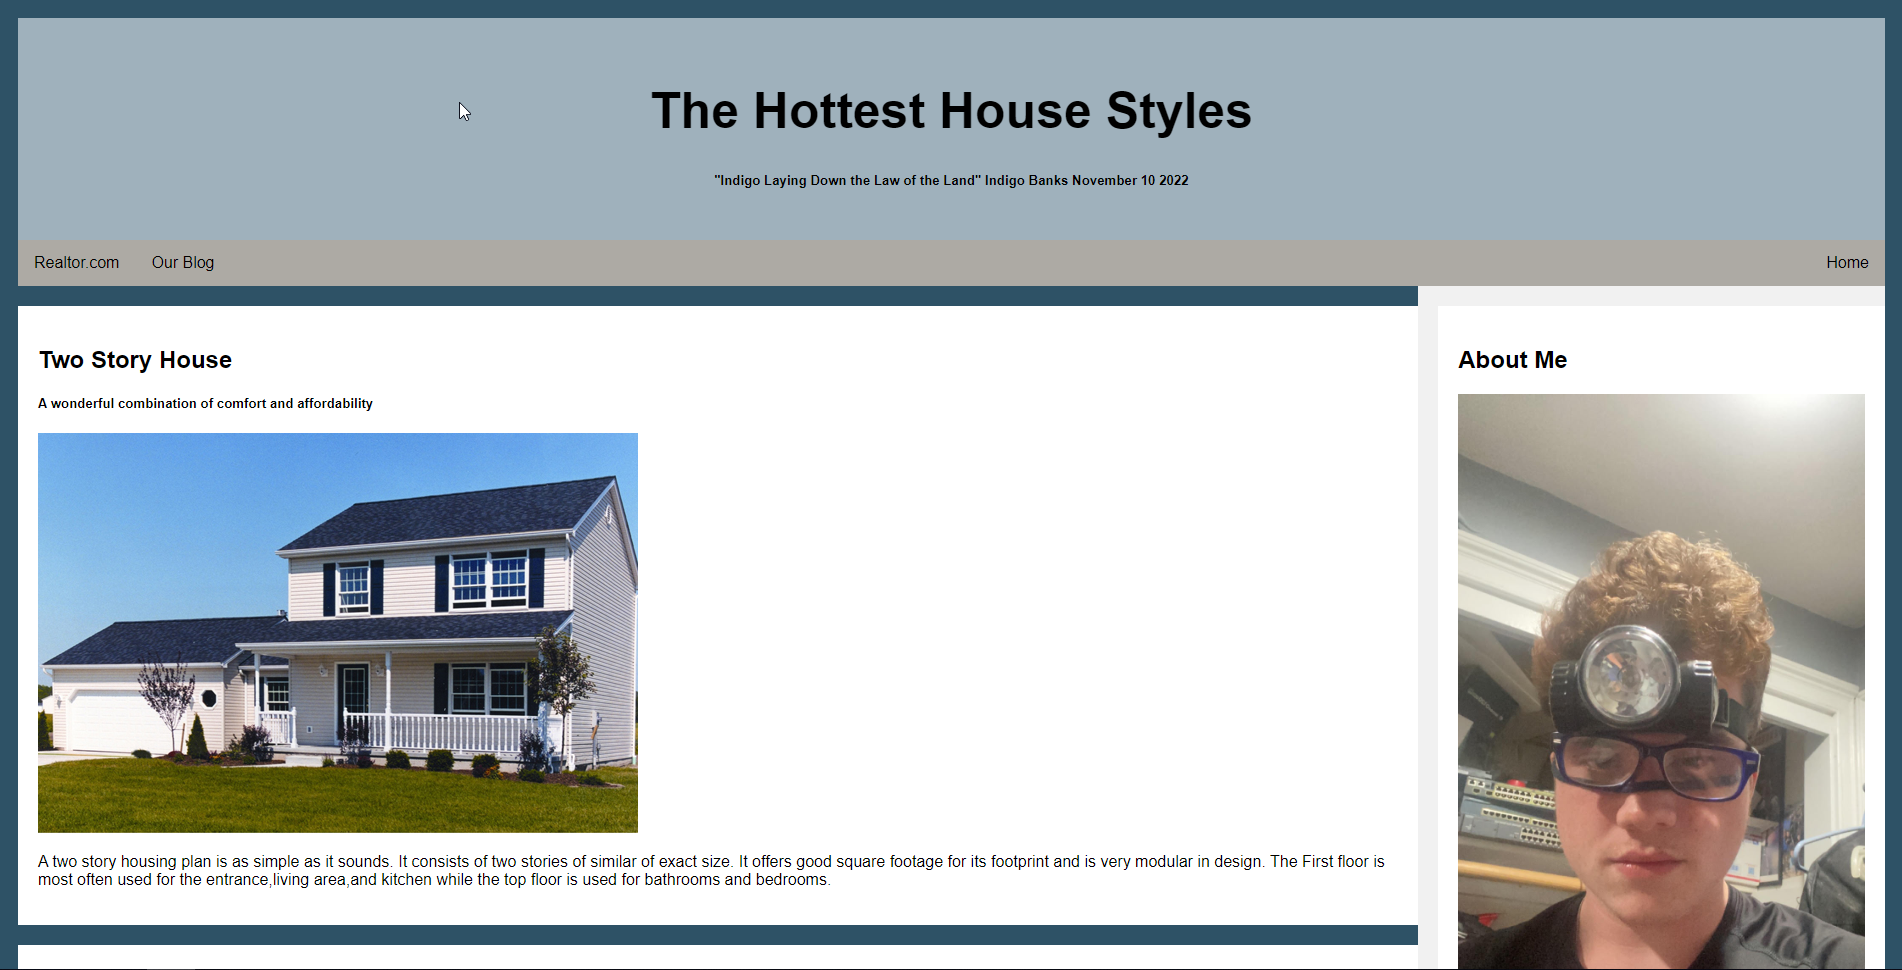 The Hottest House Styles
"Indigo Laying Down the Law of the Land" Indigo Banks November 10 2022
Realtor.com Our Blog Home
Two Story House
A wonderful combination of comfort and affordability
A two story housing plan is as simple as it sounds. It consists of two stories of similar of exact size. It offers good square footage for its footprint and is very modular in design. The First floor is
most often used for the entrance,living area,and kitchen while the top floor is used for bathrooms and bedrooms.
About Me